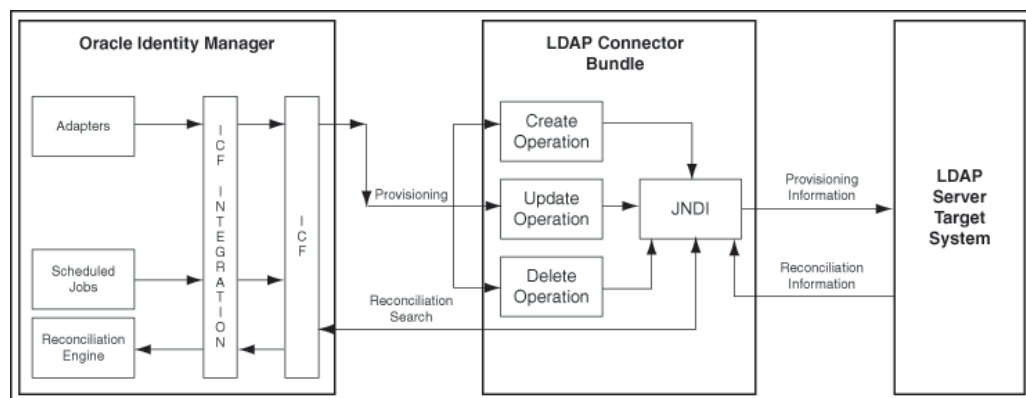 Oracle Identity Manager
Adapters
Scheduled
Jobs
Reconciliation
Engine
ICF INTEGRATION
ICF
Provisioning
Reconciliation
Search
LDAP Connector
Bundle
Create
Operation
Update
Operation
Delete
Operation
JNDI
Provisioning
Information
Reconciliation
Information
LDAP
Server
Target
System